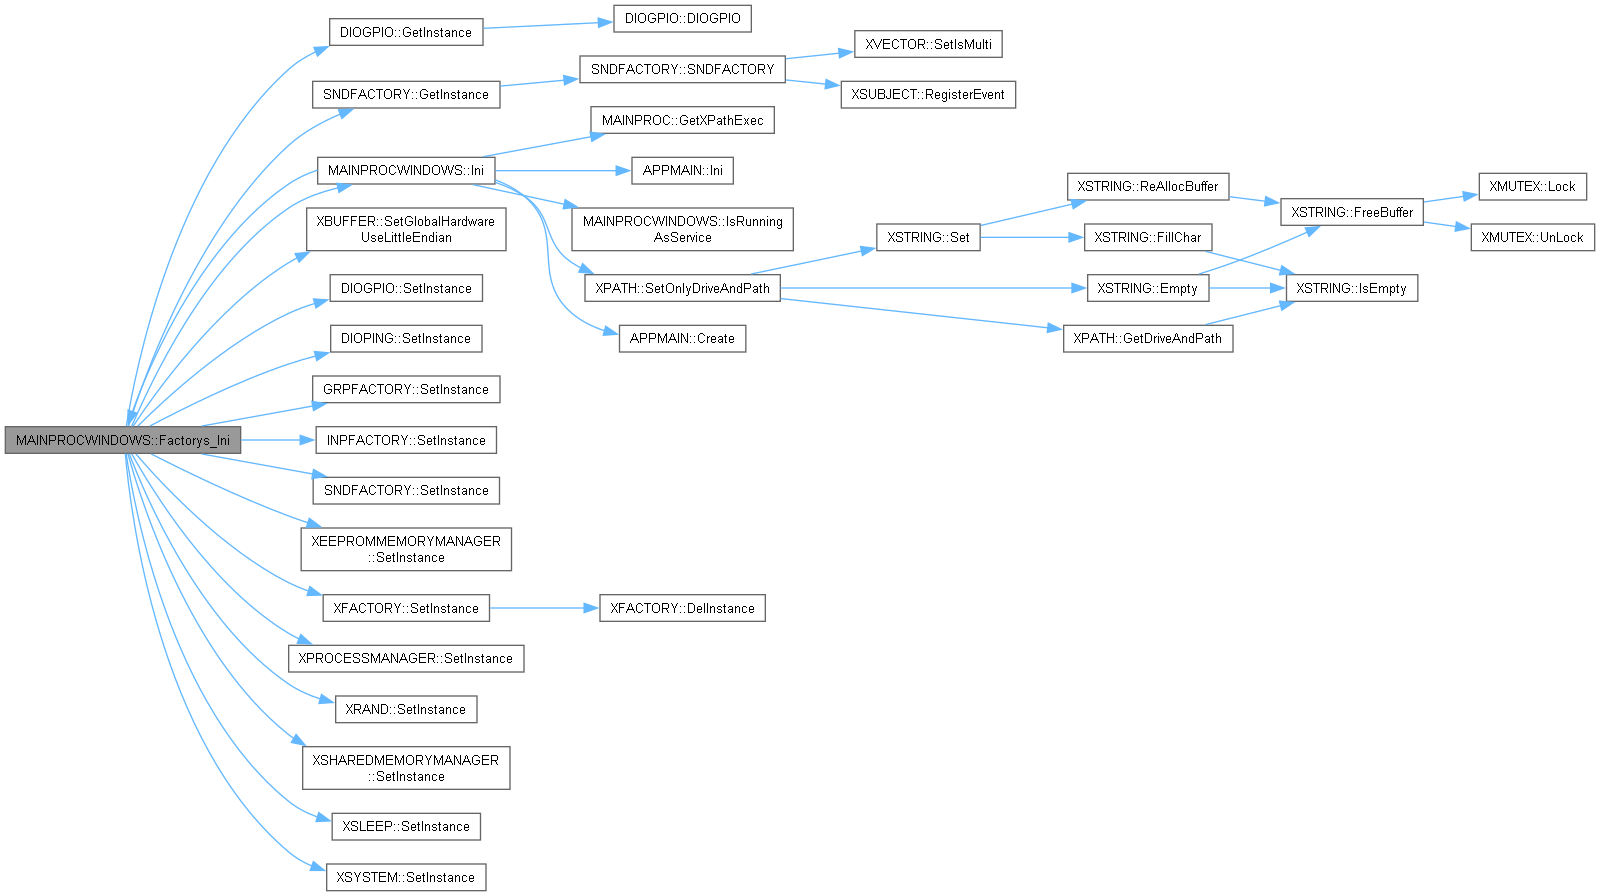 MAINPROCWINDOWS::Factorys_Ini
DIOGPIO::GetInstance
DIOGPIO::DIOGPIO
SNDFACTORY::GetInstance
SNDFACTORY::SNDFACTORY
XVECTOR::SetIsMulti
XSUBJECT::RegisterEvent
MAINPROCWINDOWS::Ini
MAINPROC::GetXPathExec
APPMAIN::Ini
MAINPROCWINDOWS::IsRunning
AsService
XPATH::SetOnlyDriveAndPath
APPMAIN::Create
XSTRING::Set
XSTRING::ReAllocBuffer
XSTRING::FillChar
XSTRING::Empty
XPATH::GetDriveAndPath
XSTRING::FreeBuffer
XSTRING::IsEmpty
XMUTEX::Lock
XMUTEX::UnLock
XBUFFER::SetGlobalHardware
UseLittleEndian
DIOGPIO::SetInstance
DIOPING::SetInstance
GRPFACTORY::SetInstance
INPFACTORY::SetInstance
SNDFACTORY::SetInstance
XEEPROMMEMORYMANAGER
::SetInstance
XFACTORY::SetInstance
XFACTORY::DelInstance
XPROCESSMANAGER::SetInstance
XRAND::SetInstance
XSHAREDMEMORYMANAGER
::SetInstance
XSLEEP::SetInstance
XSYSTEM::SetInstance